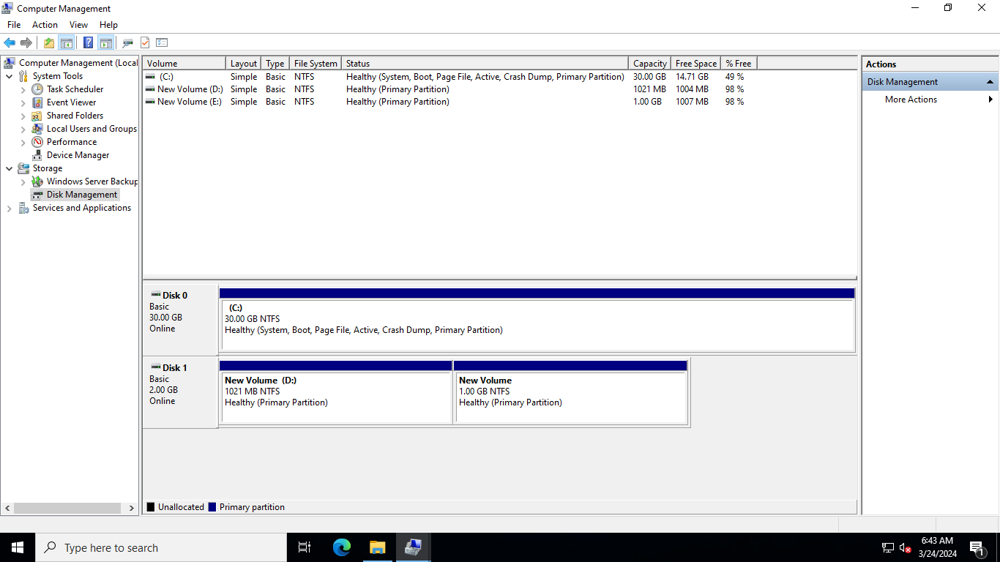 Computer Management
File Action View Help
Computer Management (Local
System Tools
Task Scheduler
Event Viewer
Shared Folders
Local Users and Groups
Performance
Device Manager
Storage
Windows Server Backup
Disk Management
Services and Applications
Volume Layout Type File System Status Capacity Free Space % Free
(C:) Simple Basic NTFS Healthy (System, Boot, Page File, Active, Crash Dump, Primary Partition) 30.00 GB 14.71 GB 49 %
New Volume (D:) Simple Basic NTFS Healthy (Primary Partition) 1021 MB 1004 MB 98 %
New Volume (E:) Simple Basic NTFS Healthy (Primary Partition) 1.00 GB 1007 MB 98 %
Disk 0
Basic
30.00 GB
Online
(C:)
30.00 GB NTFS
Healthy (System, Boot, Page File, Active, Crash Dump, Primary Partition)
Disk 1
Basic
2.00 GB
Online
New Volume (D:)
1021 MB NTFS
Healthy (Primary Partition)
New Volume
1.00 GB NTFS
Healthy (Primary Partition)
Unallocated Primary partition
Actions
Disk Management
More Actions
Type here to search
6:43 AM
3/24/2024
1